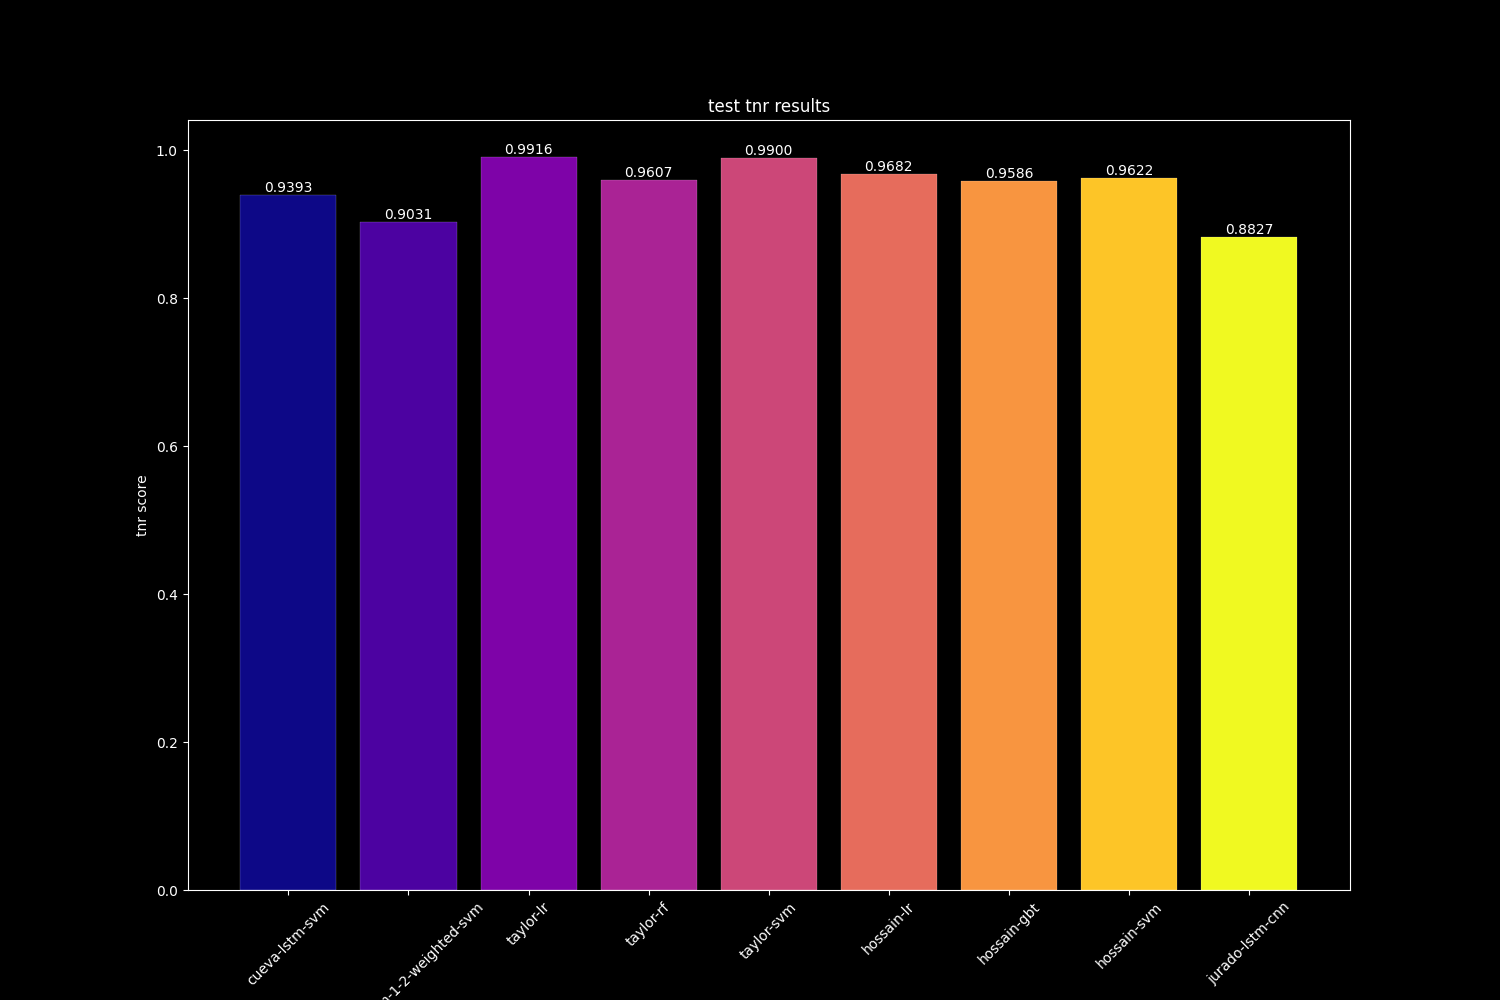 test tnr results
0.9393
0.9031
0.9916
0.9607
0.9900
0.9682
0.9586
0.9622
0.8827
1.0
0.8
0.6
0.4
0.2
0.0
tnr score
cueva-lstm-svm
-1-2-weighted-svm
taylor-lr
taylor-rf
taylor-svm
hossain-lr
hossain-gbt
hossain-svm
jurado-lstm-cnn